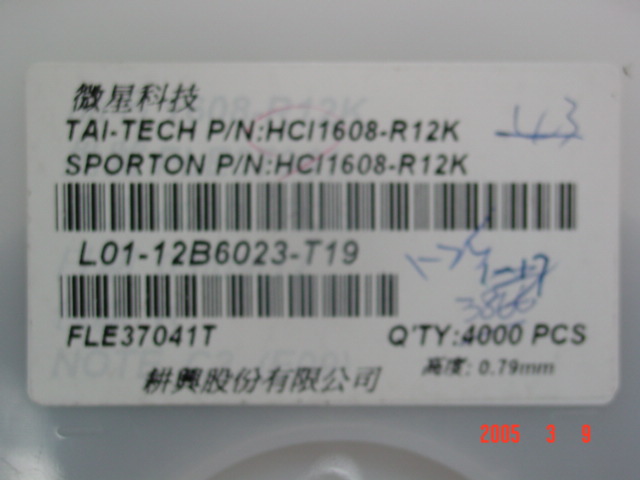 微星科技
TAI-TECH P/N:HCI1608-R12K
SPORTON P/N:HCI1608-R12K
L01-12B6023-T19
FLE37041T
Q'TY:4000 PCS
高度: 0.79mm
耕興股份有限公司
2005 3 9